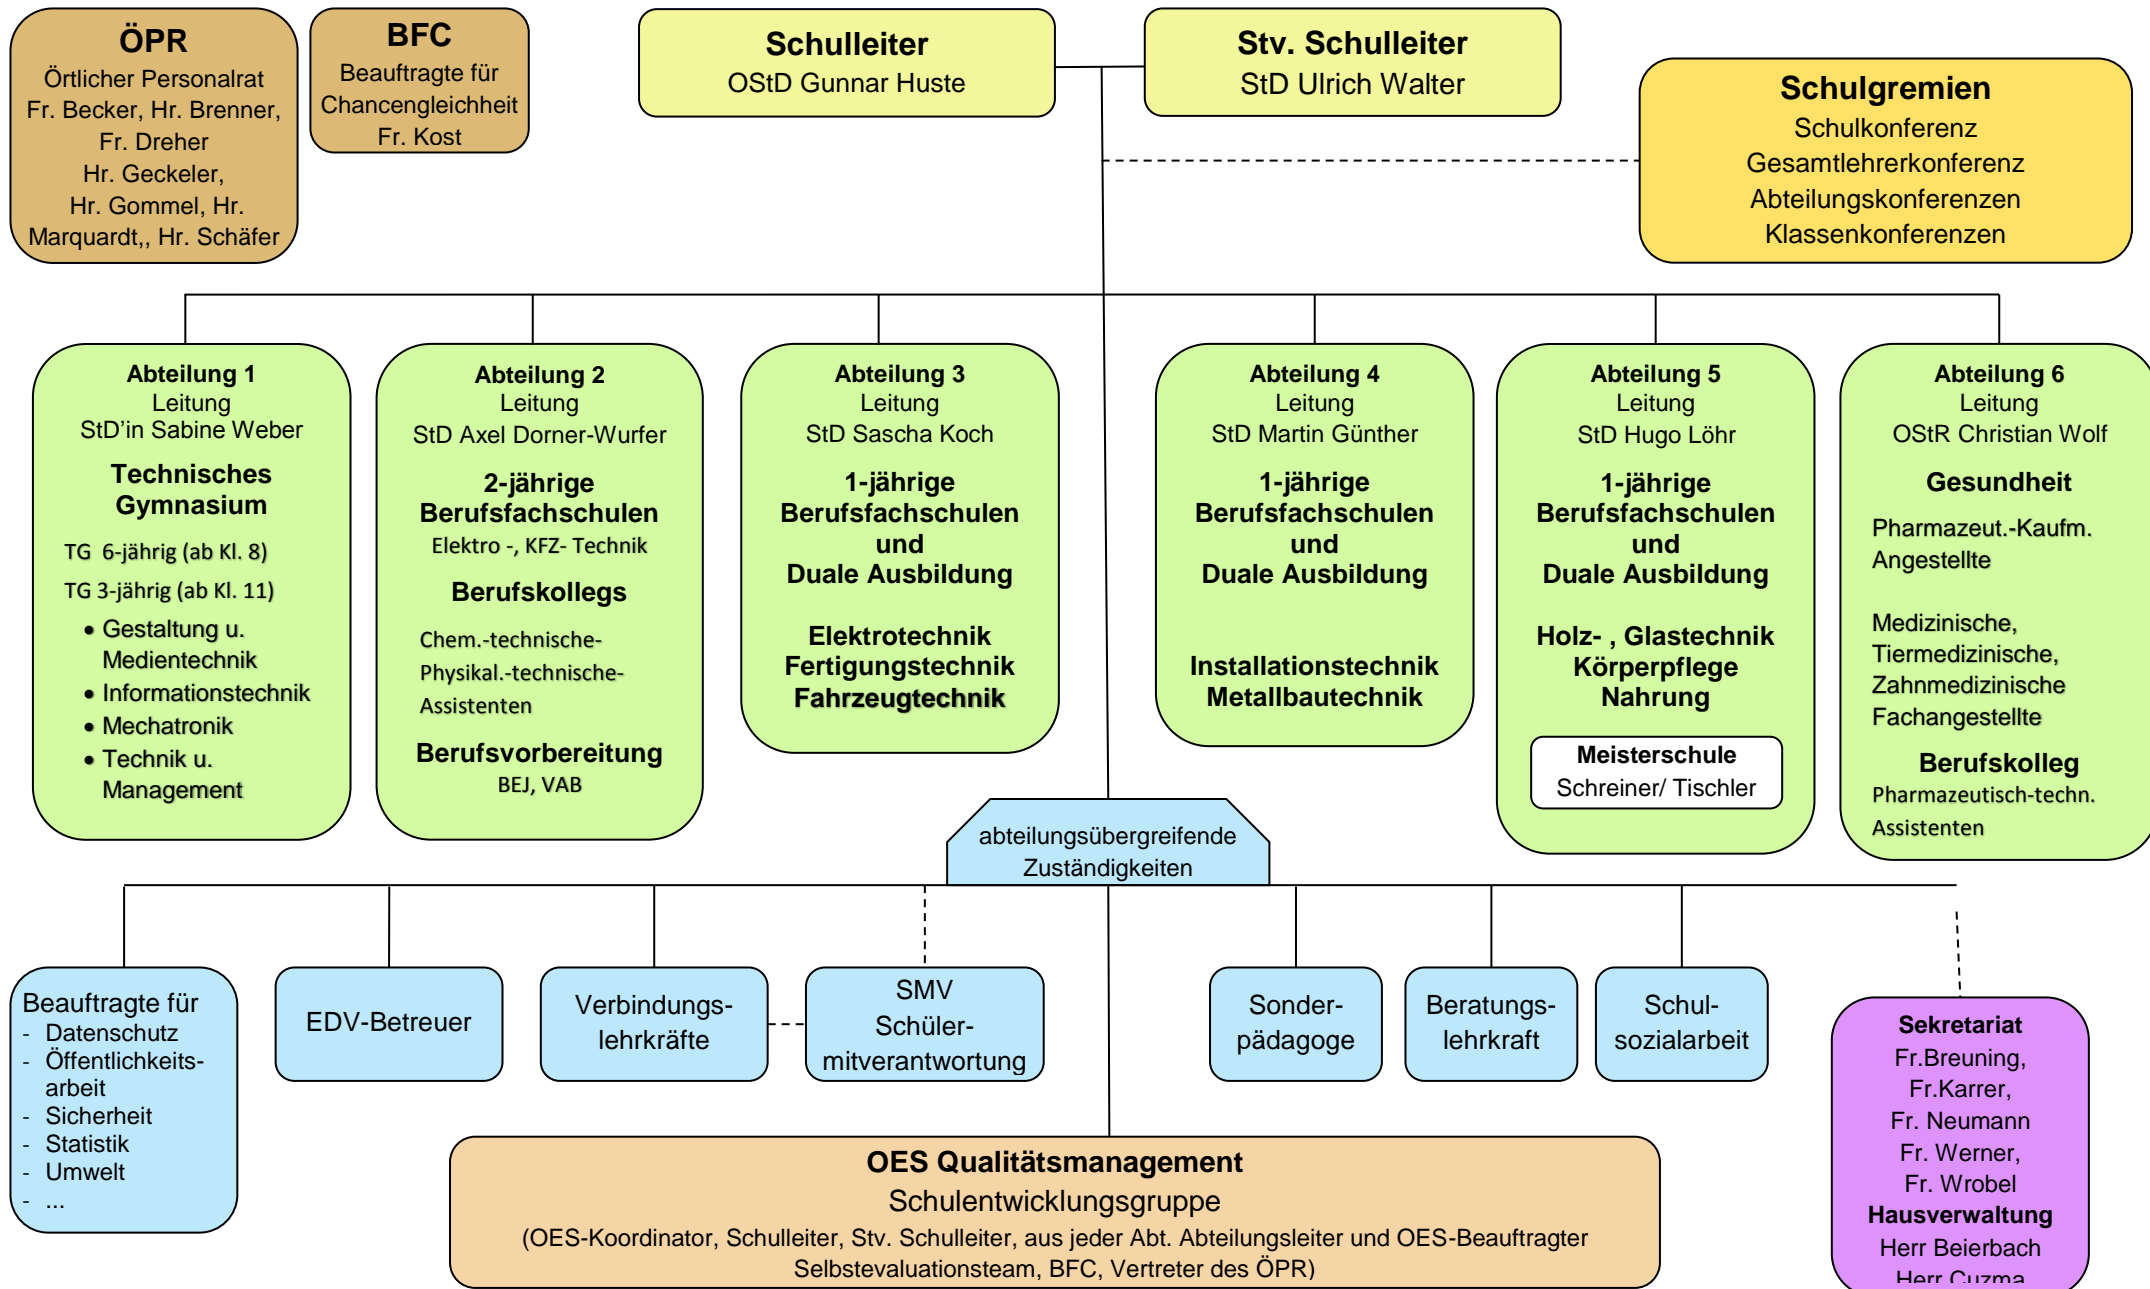 ÖPR
Örtlicher Personalrat
Fr. Becker, Hr. Brenner,
Fr. Dreher
Hr. Geckeler,
Hr. Gommel, Hr.
Marquardt,, Hr. Schäfer
BFC
Beauftragte für
Chancengleichheit
Fr. Kost
Schulleiter
OStD Gunnar Huste
Stv. Schulleiter
StD Ulrich Walter
Schulgremien
Schulkonferenz
Gesamtlehrerkonferenz
Abteilungskonferenzen
Klassenkonferenzen
Abteilung 1
Leitung
StD’in Sabine Weber
Technisches
Gymnasium
TG 6-jährig (ab Kl. 8)
TG 3-jährig (ab Kl. 11)
• Gestaltung u.
Medientechnik
• Informationstechnik
• Mechatronik
• Technik u.
Management
Abteilung 2
Leitung
StD Axel Dorner-Wurfer
2-jährige
Berufsfachschulen
Elektro -, KFZ- Technik
Berufskollegs
Chem.-technische-
Physikal.-technische-
Assistenten
Berufsvorbereitung
BEJ, VAB
Abteilung 3
Leitung
StD Sascha Koch
1-jährige
Berufsfachschulen
und
Duale Ausbildung
Elektrotechnik
Fertigungstechnik
Fahrzeugtechnik
Abteilung 4
Leitung
StD Martin Günther
1-jährige
Berufsfachschulen
und
Duale Ausbildung
Installationstechnik
Metallbautechnik
Abteilung 5
Leitung
StD Hugo Löhr
1-jährige
Berufsfachschulen
und
Duale Ausbildung
Holz- , Glastechnik
Körperpflege
Nahrung
Meisterschule
Schreiner/ Tischler
Abteilung 6
Leitung
OStR Christian Wolf
Gesundheit
Pharmazeut.-Kaufm.
Angestellte
Medizinische,
Tiermedizinische,
Zahnmedizinische
Fachangestellte
Berufskolleg
Pharmazeutisch-techn.
Assistenten
abteilungsübergreifende
Zuständigkeiten
Beauftragte für
- Datenschutz
- Öffentlichkeits-
arbeit
- Sicherheit
- Statistik
- Umwelt
- ...
EDV-Betreuer
Verbindungs-
lehrkräfte
SMV
Schüler-
mitverantwortung
Sonder-
pädagoge
Beratungs-
lehrkraft
Schul-
sozialarbeit
Sekretariat
Fr.Breuning,
Fr.Karrer,
Fr. Neumann
Fr. Werner,
Fr. Wrobel
Hausverwaltung
Herr Beierbach
Herr Cuzma
OES Qualitätsmanagement
Schulentwicklungsgruppe
(OES-Koordinator, Schulleiter, Stv. Schulleiter, aus jeder Abt. Abteilungsleiter und OES-Beauftragter
Selbstevaluationsteam, BFC, Vertreter des ÖPR)